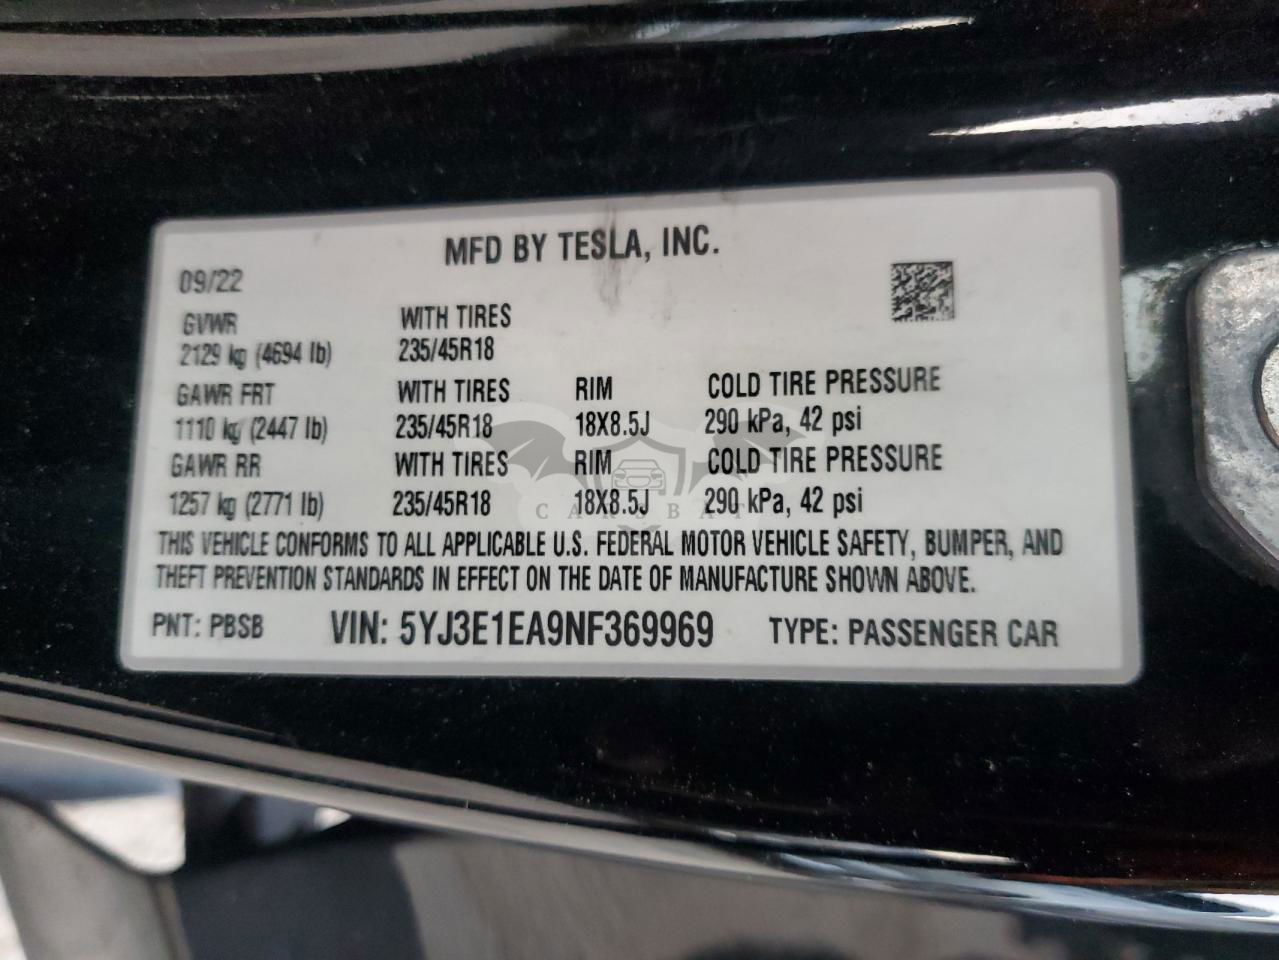 MFD BY TESLA, INC.
09/22
GVWR WITH TIRES
2129 kg (4694 lb) 235/45R18
GAWR FRT WITH TIRES RIM COLD TIRE PRESSURE
1110 kg (2447 lb) 235/45R18 18X8.5J 290 kPa, 42 psi
GAWR RR WITH TIRES RIM COLD TIRE PRESSURE
1257 kg (2771 lb) 235/45R18 18X8.5J 290 kPa, 42 psi
CARSBAT
THIS VEHICLE CONFORMS TO ALL APPLICABLE U.S. FEDERAL MOTOR VEHICLE SAFETY, BUMPER, AND
THEFT PREVENTION STANDARDS IN EFFECT ON THE DATE OF MANUFACTURE SHOWN ABOVE.
PNT: PBSB VIN: 5YJ3E1EA9NF369969 TYPE: PASSENGER CAR